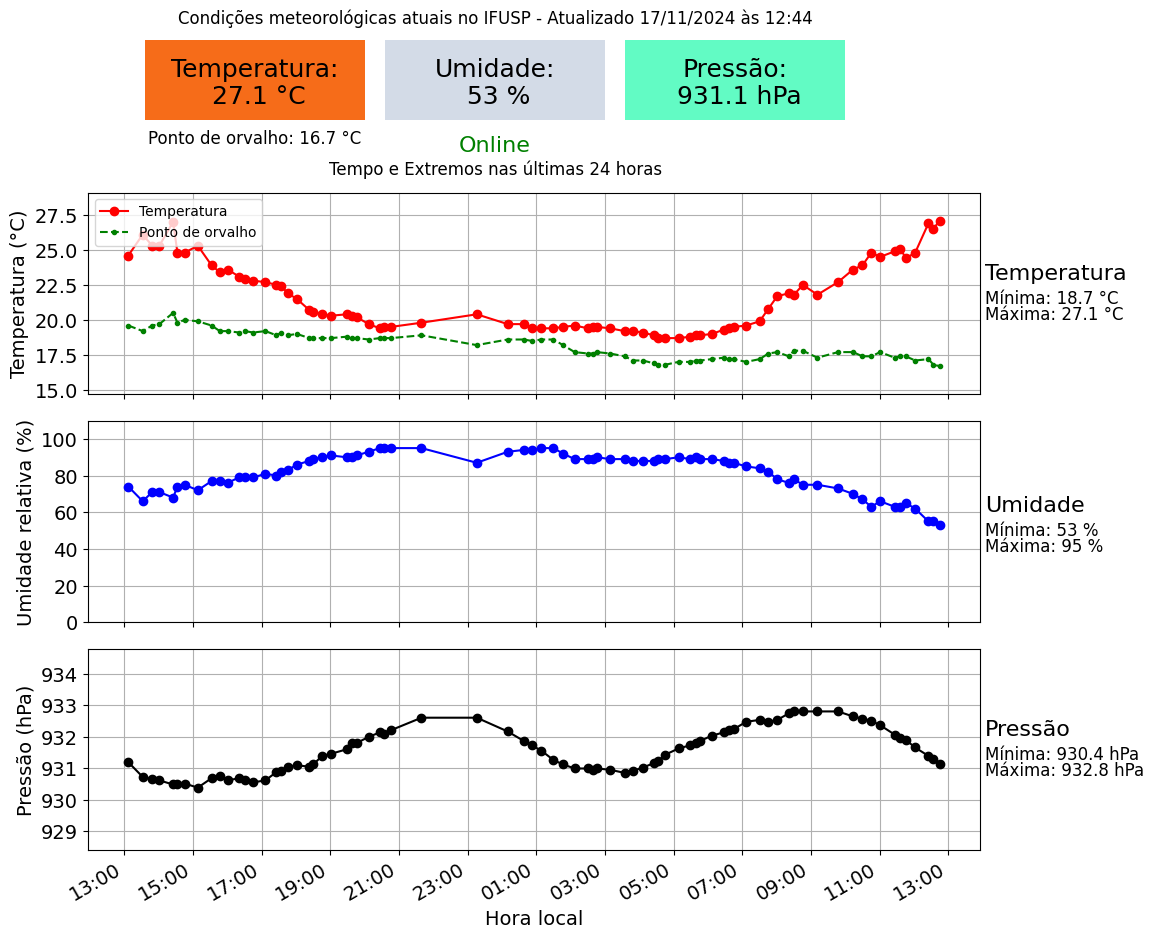 Condições meteorológicas atuais no IFUSP - Atualizado 17/11/2024 às 12:44
Temperatura:
27.1 °C
Umidade:
53 %
Pressão:
931.1 hPa
Ponto de orvalho: 16.7 °C
Online
Tempo e Extremos nas últimas 24 horas
Temperatura (°C)
27.5
25.0
22.5
20.0
17.5
15.0
Temperatura
Ponto de orvalho
Temperatura
Mínima: 18.7 °C
Máxima: 27.1 °C
Umidade relativa (%)
100
80
60
40
20
0
Umidade
Mínima: 53 %
Máxima: 95 %
Pressão (hPa)
934
933
932
931
930
929
Pressão
Mínima: 930.4 hPa
Máxima: 932.8 hPa
13:00
15:00
17:00
19:00
21:00
23:00
01:00
03:00
05:00
07:00
09:00
11:00
13:00
Hora local